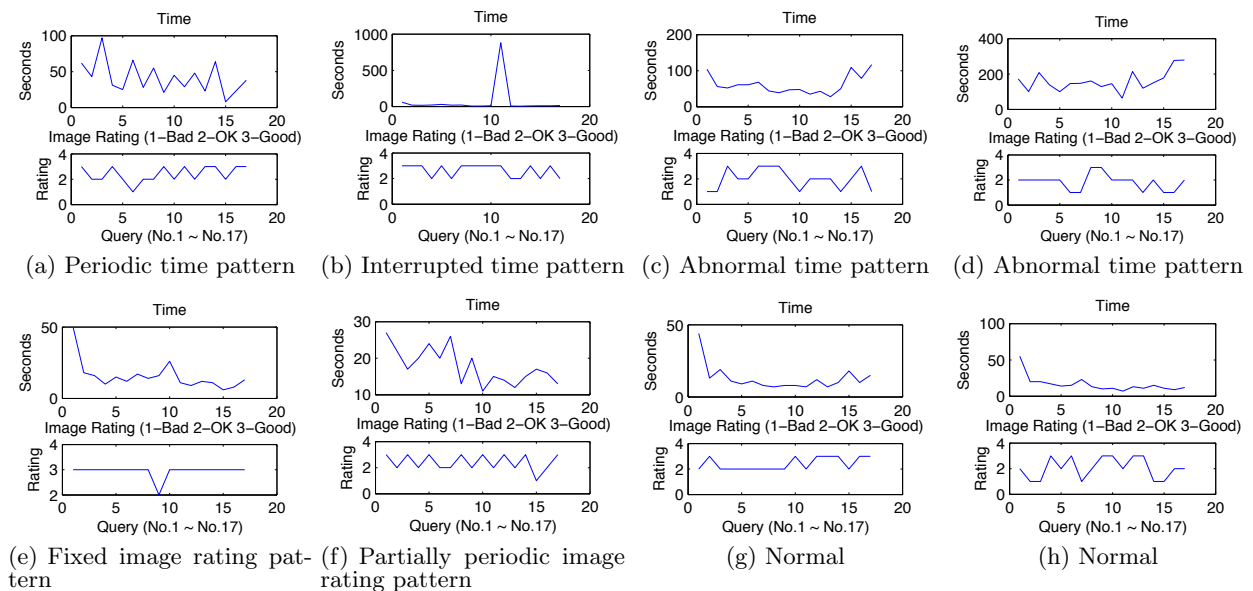 Time
100
50
0
0 5 10 15 20
Seconds
Image Rating (1−Bad 2−OK 3−Good)
4
2
0
0 5 10 15 20
Rating
Query (No.1 ~ No.17)
(a) Periodic time pattern
Time
1000
500
0
0 5 10 15 20
Seconds
Image Rating (1−Bad 2−OK 3−Good)
4
2
0
0 5 10 15 20
Rating
Query (No.1 ~ No.17)
(b) Interrupted time pattern
Time
200
100
0
0 5 10 15 20
Seconds
Image Rating (1−Bad 2−OK 3−Good)
4
2
0
0 5 10 15 20
Rating
Query (No.1 ~ No.17)
(c) Abnormal time pattern
Time
400
200
0
0 5 10 15 20
Seconds
Image Rating (1−Bad 2−OK 3−Good)
4
2
0
0 5 10 15 20
Rating
Query (No.1 ~ No.17)
(d) Abnormal time pattern
Time
50
0
0 5 10 15 20
Seconds
Image Rating (1−Bad 2−OK 3−Good)
4
3
2
0 5 10 15 20
Rating
Query (No.1 ~ No.17)
(e) Fixed image rating pat-
tern
Time
30
20
10
0 5 10 15 20
Seconds
Image Rating (1−Bad 2−OK 3−Good)
4
2
0
0 5 10 15 20
Rating
Query (No.1 ~ No.17)
(f) Partially periodic image
rating pattern
Time
50
0
0 5 10 15 20
Seconds
Image Rating (1−Bad 2−OK 3−Good)
4
2
0
0 5 10 15 20
Rating
Query (No.1 ~ No.17)
(g) Normal
Time
100
50
0
0 5 10 15 20
Seconds
Image Rating (1−Bad 2−OK 3−Good)
4
2
0
0 5 10 15 20
Rating
Query (No.1 ~ No.17)
(h) Normal